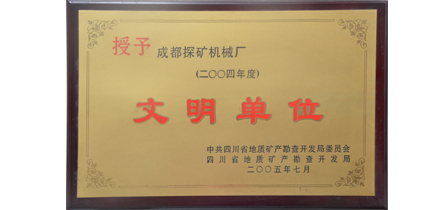 授予 成都探矿机械厂
(二〇〇四年度)
文明单位
中共四川省地质矿产勘查开发局委员会
四川省地质矿产勘查开发局
二〇〇五年七月